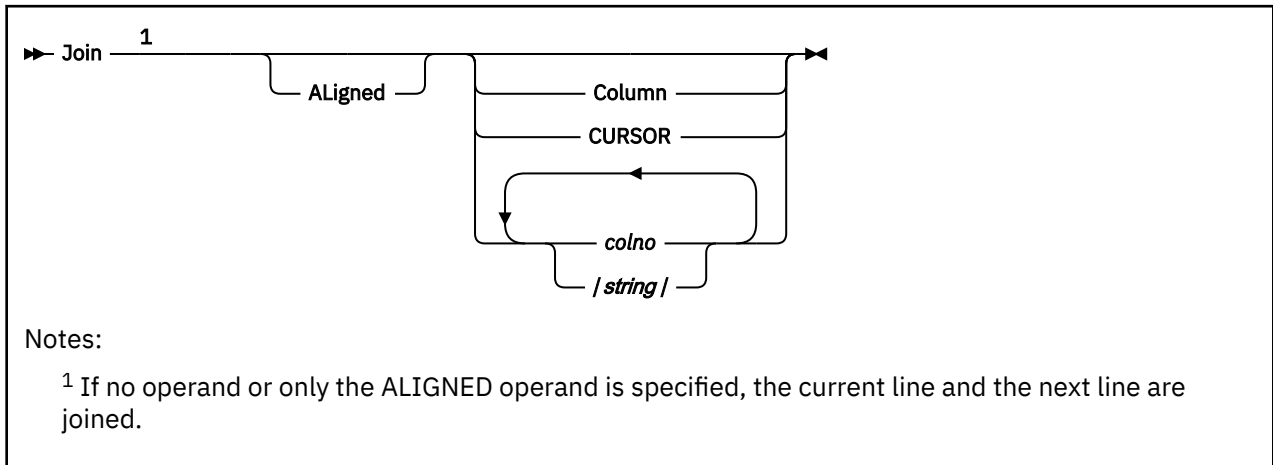 Join 1
ALigned
Column
CURSOR
colno
/ string /
Notes:
1 If no operand or only the ALIGNED operand is specified, the current line and the next line are
joined.